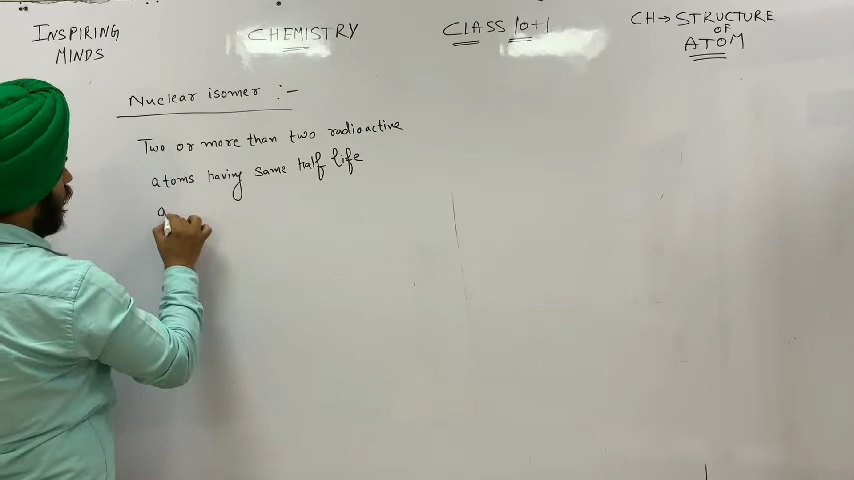 INSPIRING
MINDS
CHEMISTRY
CLASS 10+1
CH→ STRUCTURE
OF
ATOM
Nuclear isomer :-
Two or more than two radioactive
atoms having same half life
a